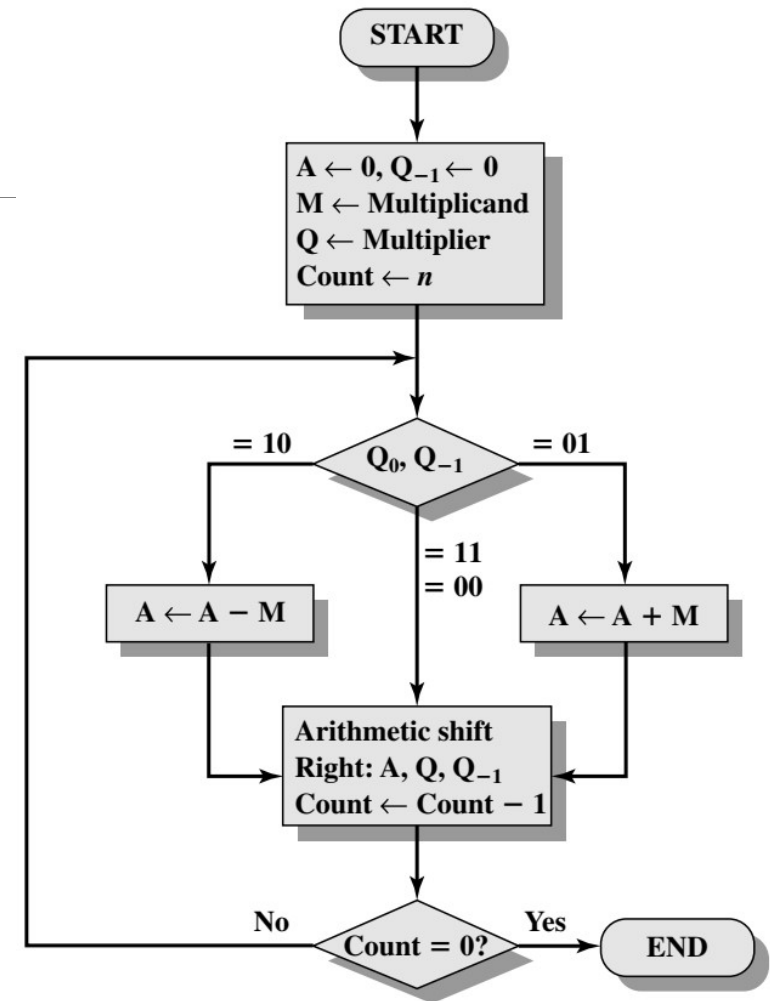 START
A ← 0, Q₋₁ ← 0
M ← Multiplicand
Q ← Multiplier
Count ← n
= 10
Q₀, Q₋₁
= 01
= 11
= 00
A ← A − M
A ← A + M
Arithmetic shift
Right: A, Q, Q₋₁
Count ← Count − 1
No
Count = 0?
Yes
END